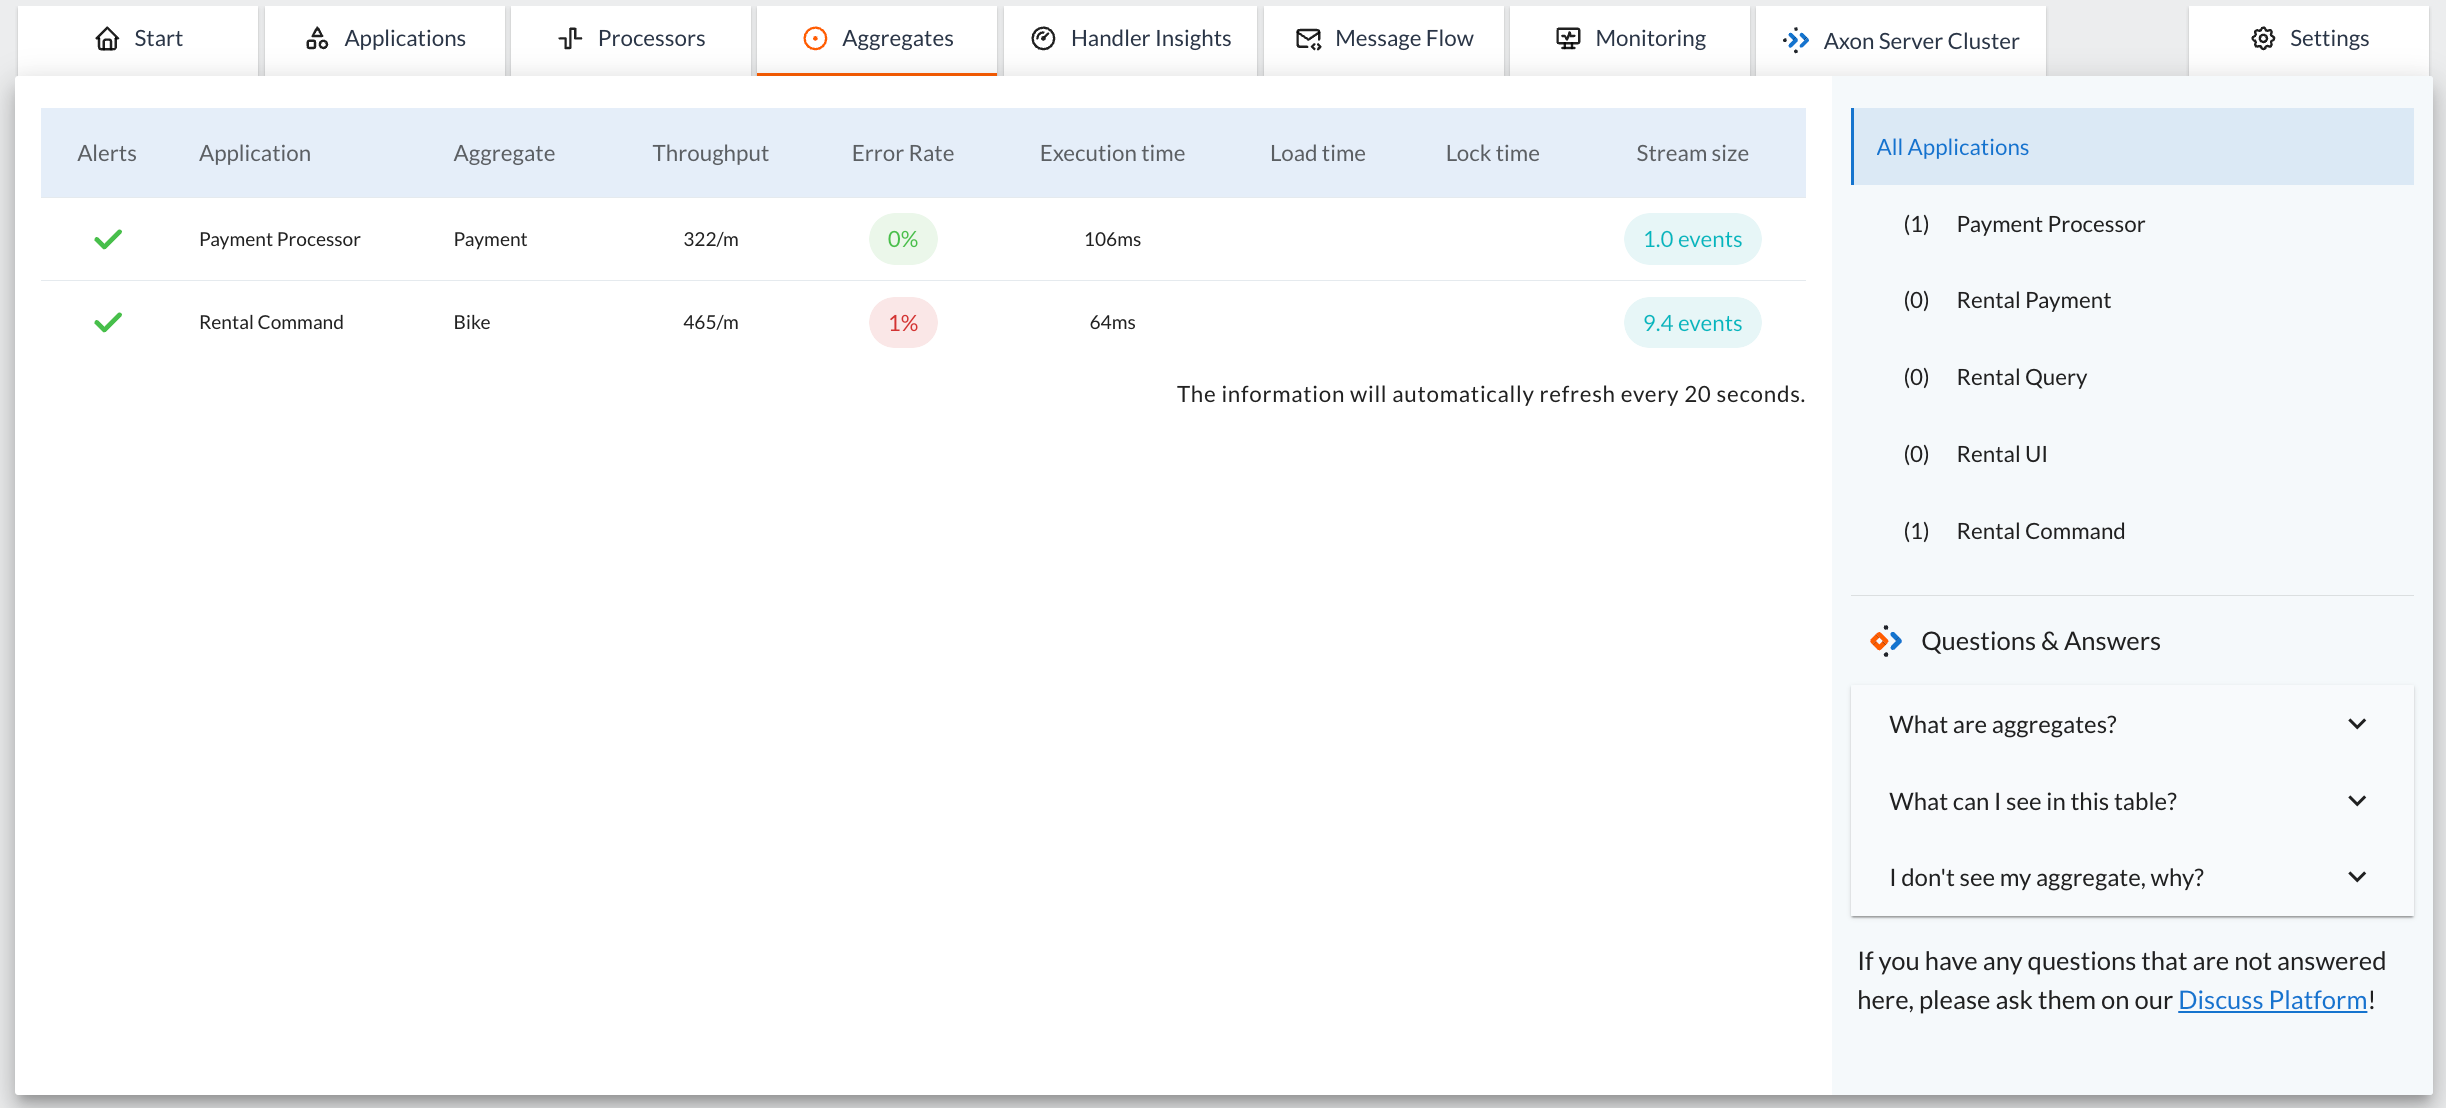 Start
Applications
Processors
Aggregates
Handler Insights
Message Flow
Monitoring
Axon Server Cluster
Settings
Alerts Application Aggregate Throughput Error Rate Execution time Load time Lock time Stream size
Payment Processor Payment 322/m 0% 106ms 1.0 events
Rental Command Bike 465/m 1% 64ms 9.4 events
The information will automatically refresh every 20 seconds.
All Applications
(1) Payment Processor
(0) Rental Payment
(0) Rental Query
(0) Rental UI
(1) Rental Command
Questions & Answers
What are aggregates?
What can I see in this table?
I don't see my aggregate, why?
If you have any questions that are not answered
here, please ask them on our Discuss Platform!